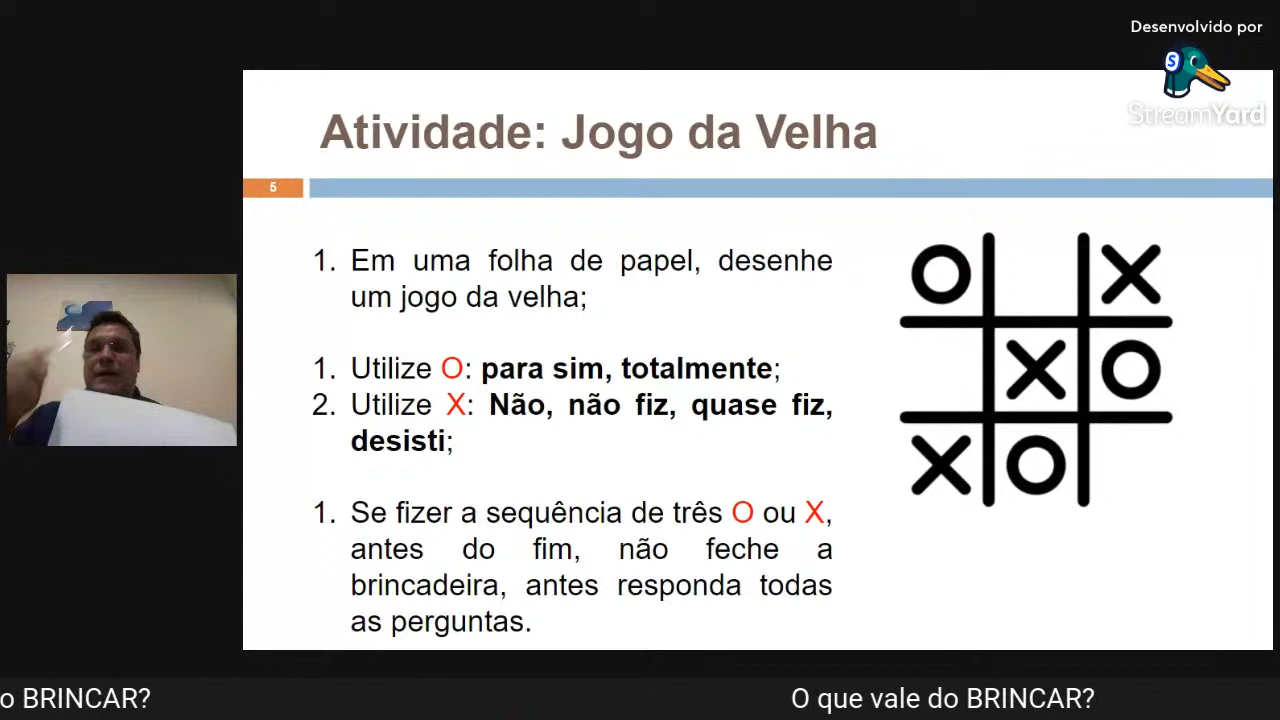 Desenvolvido por
S
StreamYard
Atividade: Jogo da Velha
5
1. Em uma folha de papel, desenhe
um jogo da velha;
1. Utilize O: para sim, totalmente;
2. Utilize X: Não, não fiz, quase fiz,
desisti;
1. Se fizer a sequência de três O ou X,
antes do fim, não feche a
brincadeira, antes responda todas
as perguntas.
O X
X O
X O
o BRINCAR?
O que vale do BRINCAR?